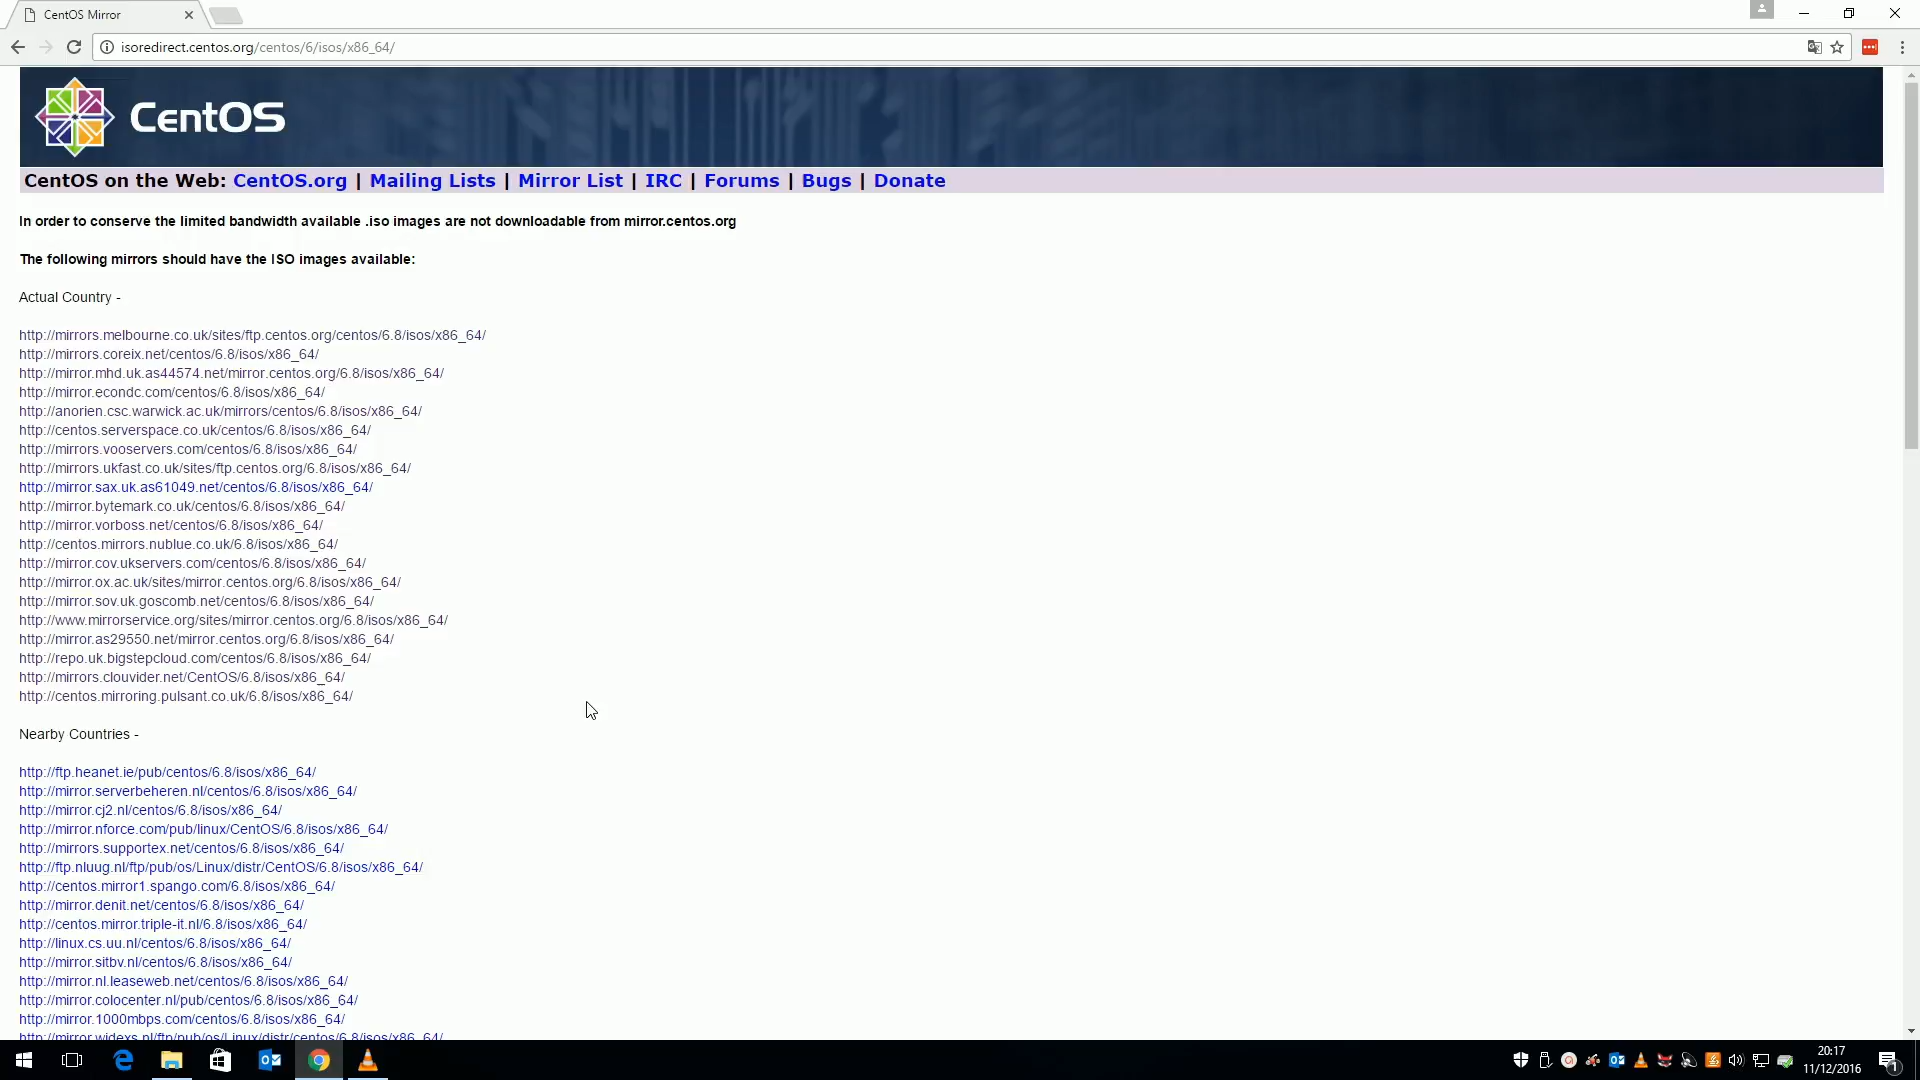 CentOS Mirror
isoredirect.centos.org/centos/6/isos/x86_64/
CentOS
CentOS on the Web: CentOS.org | Mailing Lists | Mirror List | IRC | Forums | Bugs | Donate
In order to conserve the limited bandwidth available .iso images are not downloadable from mirror.centos.org
The following mirrors should have the ISO images available:
Actual Country -
http://mirrors.melbourne.co.uk/sites/ftp.centos.org/centos/6.8/isos/x86_64/
http://mirrors.coreix.net/centos/6.8/isos/x86_64/
http://mirror.mhd.uk.as44574.net/mirror.centos.org/6.8/isos/x86_64/
http://mirror.econdc.com/centos/6.8/isos/x86_64/
http://anorien.csc.warwick.ac.uk/mirrors/centos/6.8/isos/x86_64/
http://centos.serverspace.co.uk/centos/6.8/isos/x86_64/
http://mirrors.vooservers.com/centos/6.8/isos/x86_64/
http://mirrors.ukfast.co.uk/sites/ftp.centos.org/6.8/isos/x86_64/
http://mirror.sax.uk.as61049.net/centos/6.8/isos/x86_64/
http://mirror.bytemark.co.uk/centos/6.8/isos/x86_64/
http://mirror.vorboss.net/centos/6.8/isos/x86_64/
http://centos.mirrors.nublue.co.uk/6.8/isos/x86_64/
http://mirror.cov.ukservers.com/centos/6.8/isos/x86_64/
http://mirror.ox.ac.uk/sites/mirror.centos.org/6.8/isos/x86_64/
http://mirror.sov.uk.goscomb.net/centos/6.8/isos/x86_64/
http://www.mirrorservice.org/sites/mirror.centos.org/6.8/isos/x86_64/
http://mirror.as29550.net/mirror.centos.org/6.8/isos/x86_64/
http://repo.uk.bigstepcloud.com/centos/6.8/isos/x86_64/
http://mirrors.clouvider.net/CentOS/6.8/isos/x86_64/
http://centos.mirroring.pulsant.co.uk/6.8/isos/x86_64/
Nearby Countries -
http://ftp.heanet.ie/pub/centos/6.8/isos/x86_64/
http://mirror.serverbeheren.nl/centos/6.8/isos/x86_64/
http://mirror.cj2.nl/centos/6.8/isos/x86_64/
http://mirror.nforce.com/pub/linux/CentOS/6.8/isos/x86_64/
http://mirrors.supportex.net/centos/6.8/isos/x86_64/
http://ftp.nluug.nl/ftp/pub/os/Linux/distr/CentOS/6.8/isos/x86_64/
http://centos.mirror1.spango.com/6.8/isos/x86_64/
http://mirror.denit.net/centos/6.8/isos/x86_64/
http://centos.mirror.triple-it.nl/6.8/isos/x86_64/
http://linux.cs.uu.nl/centos/6.8/isos/x86_64/
http://mirror.sitbv.nl/centos/6.8/isos/x86_64/
http://mirror.nl.leaseweb.net/centos/6.8/isos/x86_64/
http://mirror.colocenter.nl/pub/centos/6.8/isos/x86_64/
http://mirror.1000mbps.com/centos/6.8/isos/x86_64/
http://mirror.widexs.nl/ftp/pub/os/Linux/distr/centos/6.8/isos/x86_64/
20:17
11/12/2016
1